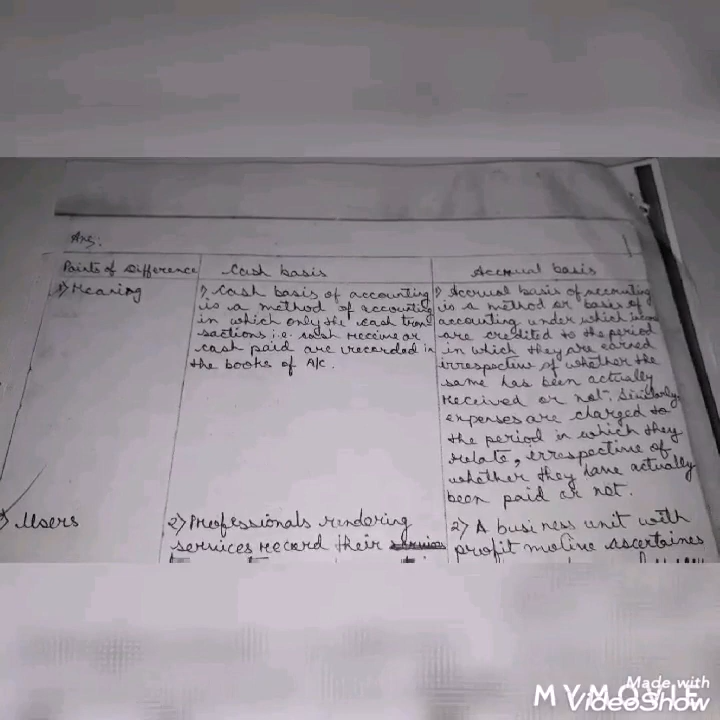 Ans:
Points of Difference
Cash basis
Accrual basis
1) Meaning
1) Cash basis of accounting
is a method of accounting
in which only the cash tran
sactions i.e. cash receive or
cash paid are recorded in
the books of A/c.
1) Accrual basis of accounting
is a method or basis of
accounting under which income
are credited to the period
in which they are earned
irrespective of whether the
same has been actually
received or not. Similarly,
expenses are charged to
the period in which they
relate, irrespective of
whether they have actually
been paid or not.
Users
2) Professionals rendering
services record their
2) A business unit with
profit motive ascertaines
Made with
MYMOVIE
VideoShow